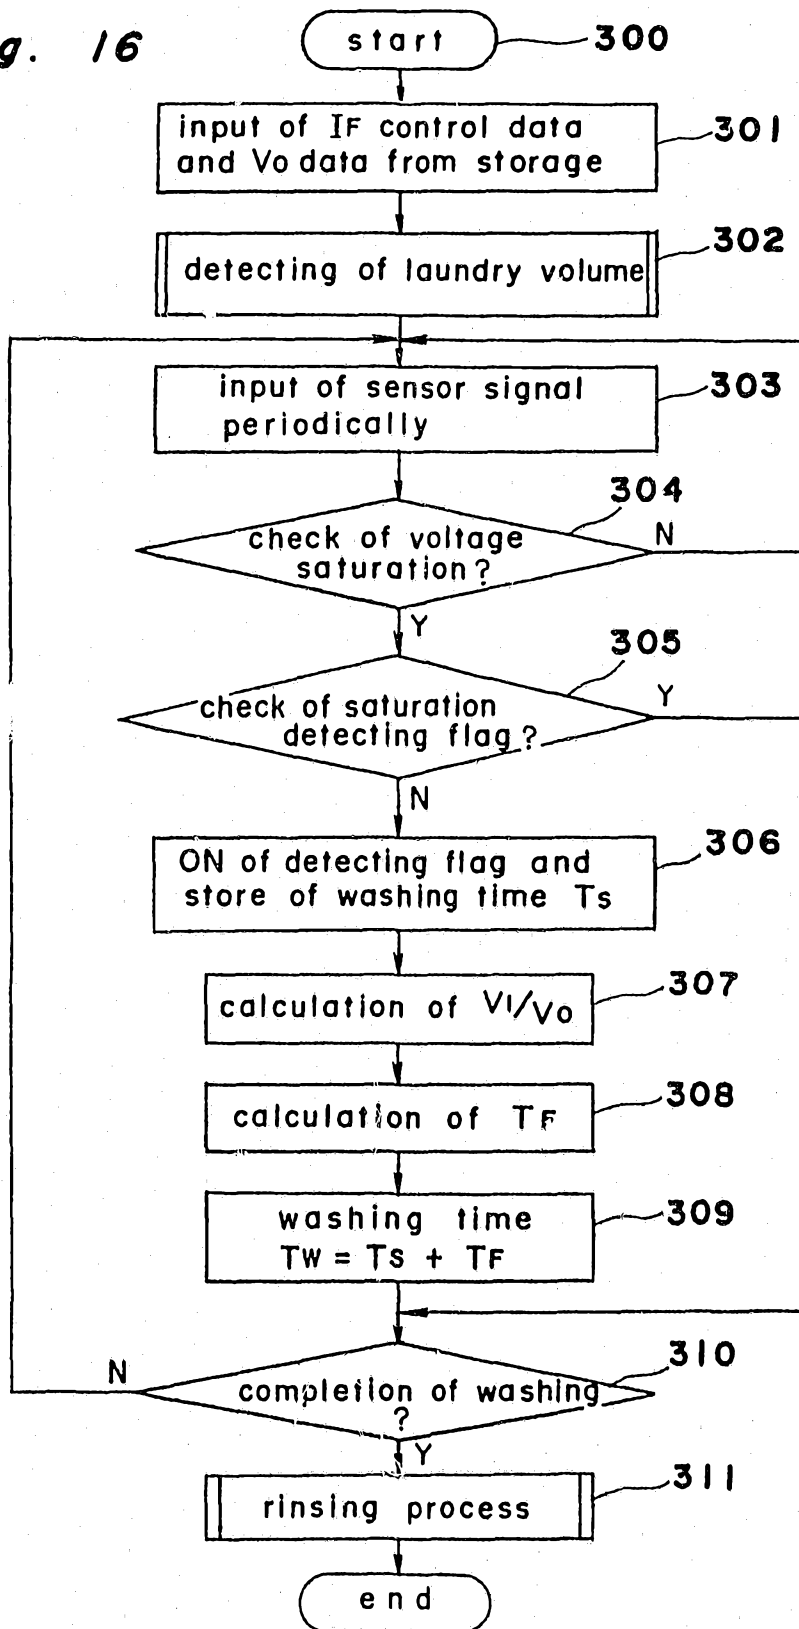 g. 16
start
300
input of IF control data
and Vo data from storage
301
detecting of laundry volume
302
input of sensor signal
periodically
303
304
check of voltage
saturation?
N
Y
305
check of saturation
detecting flag?
Y
N
ON of detecting flag and
store of washing time Ts
306
calculation of V1/Vo
307
calculation of TF
308
washing time
TW = TS + TF
309
310
completion of washing
?
N
Y
rinsing process
311
end